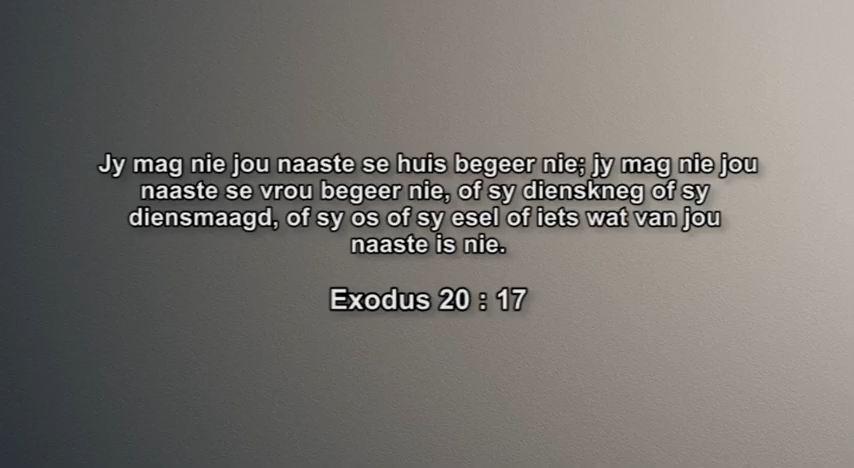 Jy mag nie jou naaste se huis begeer nie; jy mag nie jou
naaste se vrou begeer nie, of sy dienskneg of sy
diensmaagd, of sy os of sy esel of iets wat van jou
naaste is nie.
Exodus 20 : 17